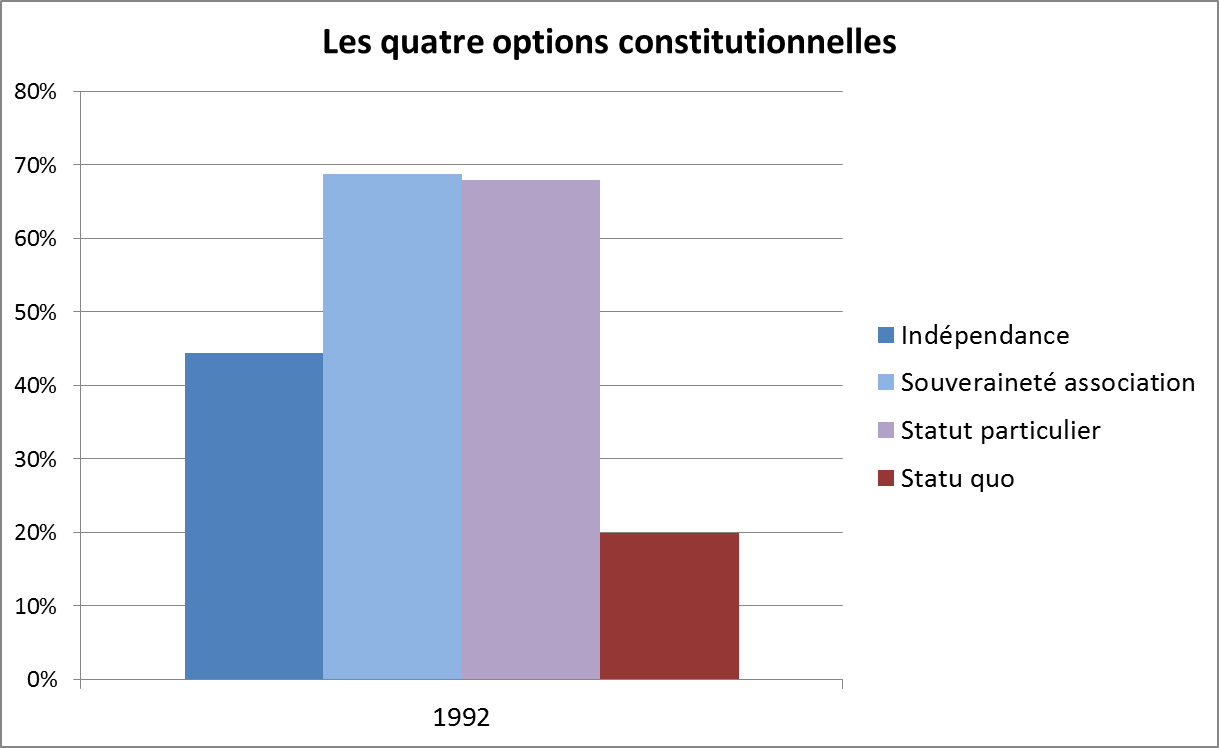 Les quatre options constitutionnelles
80%
70%
60%
50%
40%
30%
20%
10%
0%
1992
Indépendance
Souveraineté association
Statut particulier
Statu quo